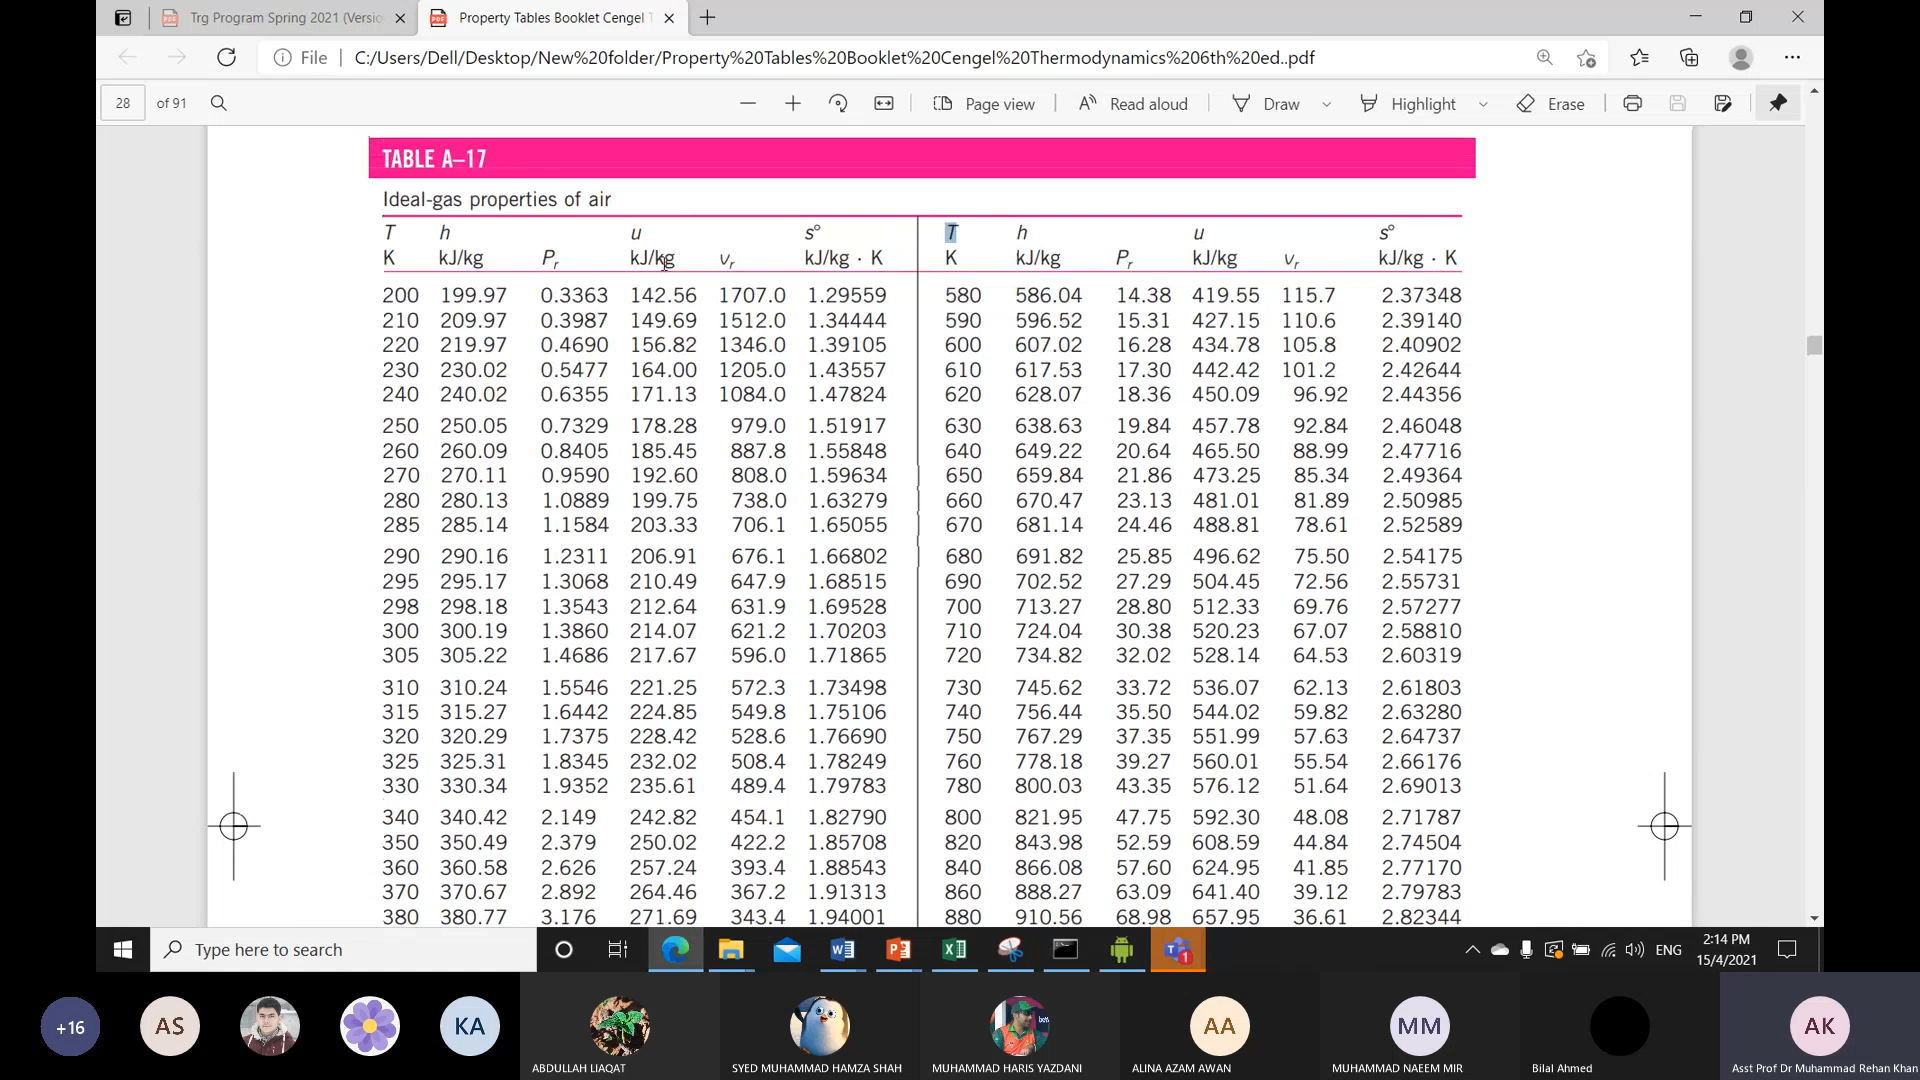 Trg Program Spring 2021 (Versio
Property Tables Booklet Cengel T
File
C:/Users/Dell/Desktop/New%20folder/Property%20Tables%20Booklet%20Cengel%20Thermodynamics%206th%20ed..pdf
28 of 91
Page view
Read aloud
Draw
Highlight
Erase
TABLE A–17
Ideal-gas properties of air
T h u s° T h u s°
K kJ/kg Pr kJ/kg vr kJ/kg · K K kJ/kg Pr kJ/kg vr kJ/kg · K
200 199.97 0.3363 142.56 1707.0 1.29559 580 586.04 14.38 419.55 115.7 2.37348
210 209.97 0.3987 149.69 1512.0 1.34444 590 596.52 15.31 427.15 110.6 2.39140
220 219.97 0.4690 156.82 1346.0 1.39105 600 607.02 16.28 434.78 105.8 2.40902
230 230.02 0.5477 164.00 1205.0 1.43557 610 617.53 17.30 442.42 101.2 2.42644
240 240.02 0.6355 171.13 1084.0 1.47824 620 628.07 18.36 450.09 96.92 2.44356
250 250.05 0.7329 178.28 979.0 1.51917 630 638.63 19.84 457.78 92.84 2.46048
260 260.09 0.8405 185.45 887.8 1.55848 640 649.22 20.64 465.50 88.99 2.47716
270 270.11 0.9590 192.60 808.0 1.59634 650 659.84 21.86 473.25 85.34 2.49364
280 280.13 1.0889 199.75 738.0 1.63279 660 670.47 23.13 481.01 81.89 2.50985
285 285.14 1.1584 203.33 706.1 1.65055 670 681.14 24.46 488.81 78.61 2.52589
290 290.16 1.2311 206.91 676.1 1.66802 680 691.82 25.85 496.62 75.50 2.54175
295 295.17 1.3068 210.49 647.9 1.68515 690 702.52 27.29 504.45 72.56 2.55731
298 298.18 1.3543 212.64 631.9 1.69528 700 713.27 28.80 512.33 69.76 2.57277
300 300.19 1.3860 214.07 621.2 1.70203 710 724.04 30.38 520.23 67.07 2.58810
305 305.22 1.4686 217.67 596.0 1.71865 720 734.82 32.02 528.14 64.53 2.60319
310 310.24 1.5546 221.25 572.3 1.73498 730 745.62 33.72 536.07 62.13 2.61803
315 315.27 1.6442 224.85 549.8 1.75106 740 756.44 35.50 544.02 59.82 2.63280
320 320.29 1.7375 228.42 528.6 1.76690 750 767.29 37.35 551.99 57.63 2.64737
325 325.31 1.8345 232.02 508.4 1.78249 760 778.18 39.27 560.01 55.54 2.66176
330 330.34 1.9352 235.61 489.4 1.79783 780 800.03 43.35 576.12 51.64 2.69013
340 340.42 2.149 242.82 454.1 1.82790 800 821.95 47.75 592.30 48.08 2.71787
350 350.49 2.379 250.02 422.2 1.85708 820 843.98 52.59 608.59 44.84 2.74504
360 360.58 2.626 257.24 393.4 1.88543 840 866.08 57.60 624.95 41.85 2.77170
370 370.67 2.892 264.46 367.2 1.91313 860 888.27 63.09 641.40 39.12 2.79783
380 380.77 3.176 271.69 343.4 1.94001 880 910.56 68.98 657.95 36.61 2.82344
Type here to search
1
ENG
2:14 PM
15/4/2021
+16
AS
KA
AA
MM
AK
ABDULLAH LIAQAT
SYED MUHAMMAD HAMZA SHAH
MUHAMMAD HARIS YAZDANI
ALINA AZAM AWAN
MUHAMMAD NAEEM MIR
Bilal Ahmed
Asst Prof Dr Muhammad Rehan Khan